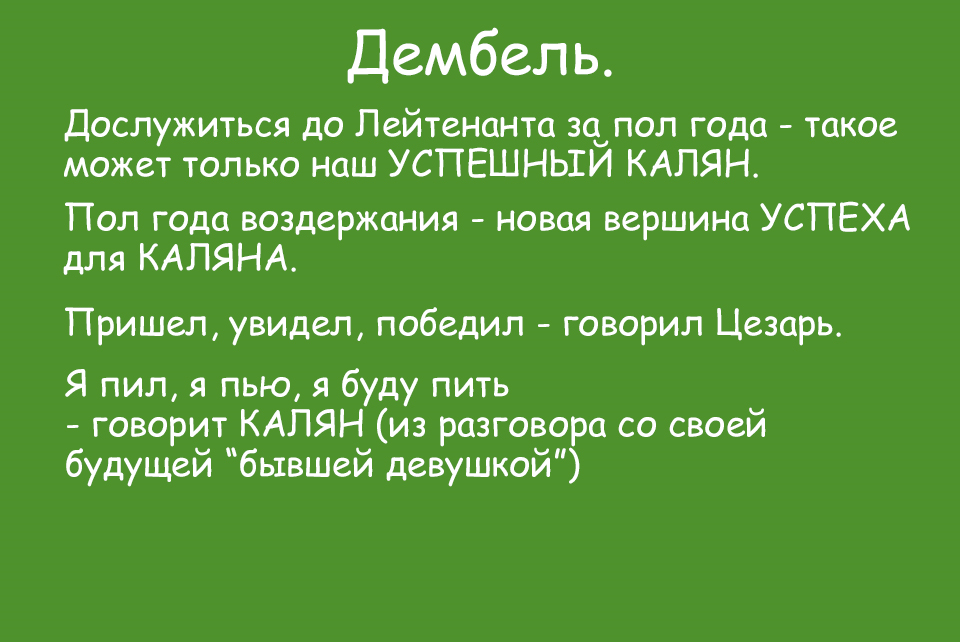 Дембель.
Дослужиться до Лейтенанта за пол года - такое
может только наш УСПЕШНЫЙ КАЛЯН.
Пол года воздержания - новая вершина УСПЕХА
для КАЛЯНА.
Пришел, увидел, победил - говорил Цезарь.
Я пил, я пью, я буду пить
- говорит КАЛЯН (из разговора со своей
будущей “бывшей девушкой”)